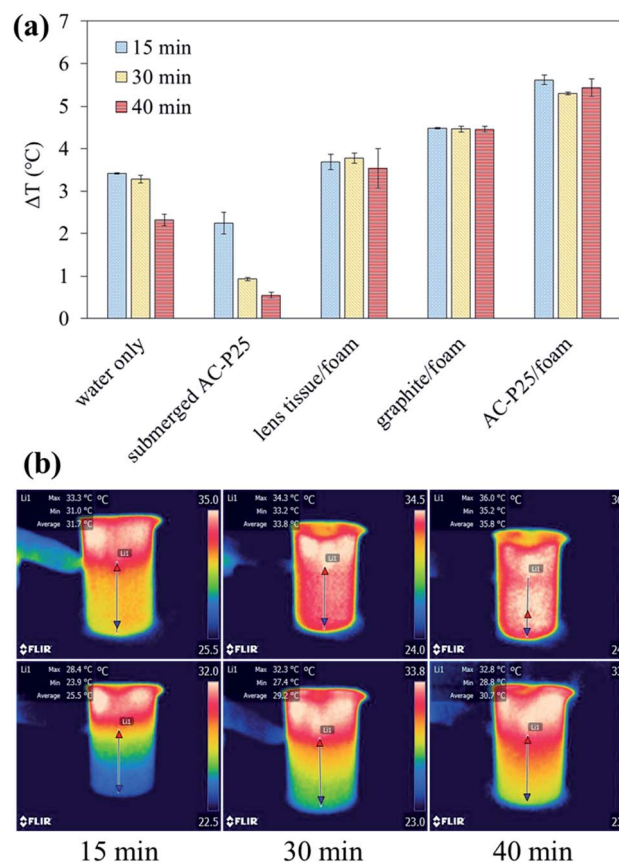 (a)
7
6
5
4
3
2
1
0
ΔT (°C)
15 min
30 min
40 min
water only
submerged AC-P25
lens tissue/foam
graphite/foam
AC-P25/foam
(b)
Li1 Max 33.3 °C °C 35.0
Min 31.0 °C
Average 31.7 °C
Li1
FLIR 25.5
Li1 Max 34.3 °C °C 34.5
Min 33.2 °C
Average 33.8 °C
Li1
FLIR 24.0
Li1 Max 36.0 °C °C
Min 35.2 °C
Average 35.8 °C
Li1
FLIR
Li1 Max 28.4 °C °C 32.0
Min 23.9 °C
Average 25.5 °C
Li1
FLIR 22.5
Li1 Max 32.3 °C °C 33.8
Min 27.4 °C
Average 29.2 °C
Li1
FLIR 23.0
Li1 Max 32.8 °C °C
Min 28.8 °C
Average 30.7 °C
Li1
FLIR
15 min
30 min
40 min